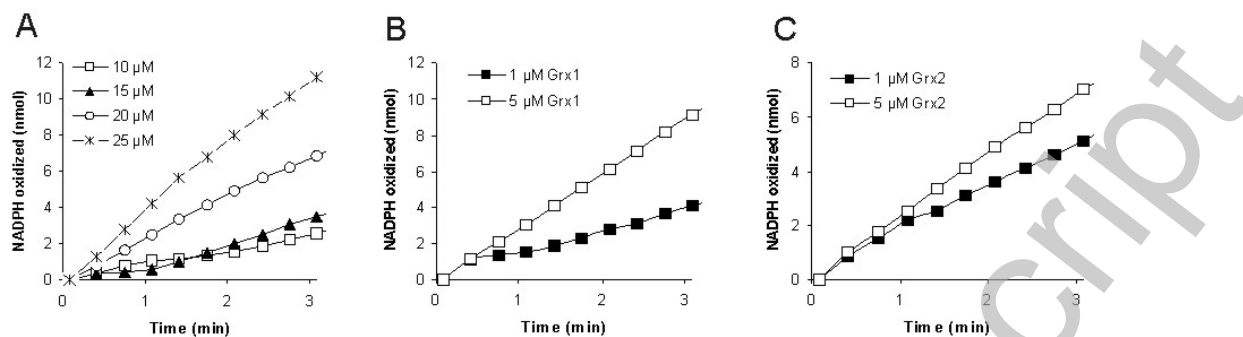 A
NADPH oxidized (nmol)
12
10
8
6
4
2
0
10 µM
15 µM
20 µM
25 µM
0 1 2 3
Time (min)
B
NADPH oxidized (nmol)
12
10
8
6
4
2
0
1 µM Grx1
5 µM Grx1
0 1 2 3
Time (min)
C
NADPH oxidized (nmol)
8
6
4
2
0
1 µM Grx2
5 µM Grx2
0 1 2 3
Time (min)
cript